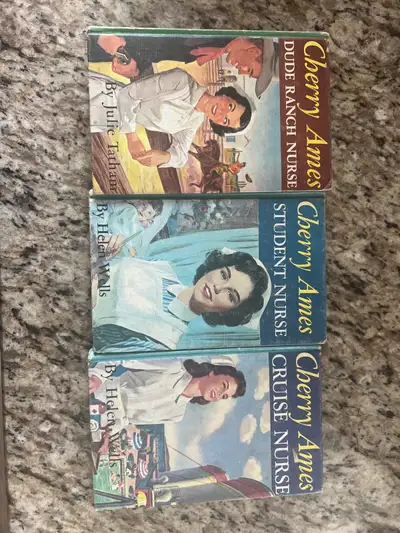 Cherry Ames
DUDE RANCH NURSE
By Julie Tatham
Cherry Ames
STUDENT NURSE
By Helen Wells
Cherry Ames
CRUISE NURSE
By Helen Wells